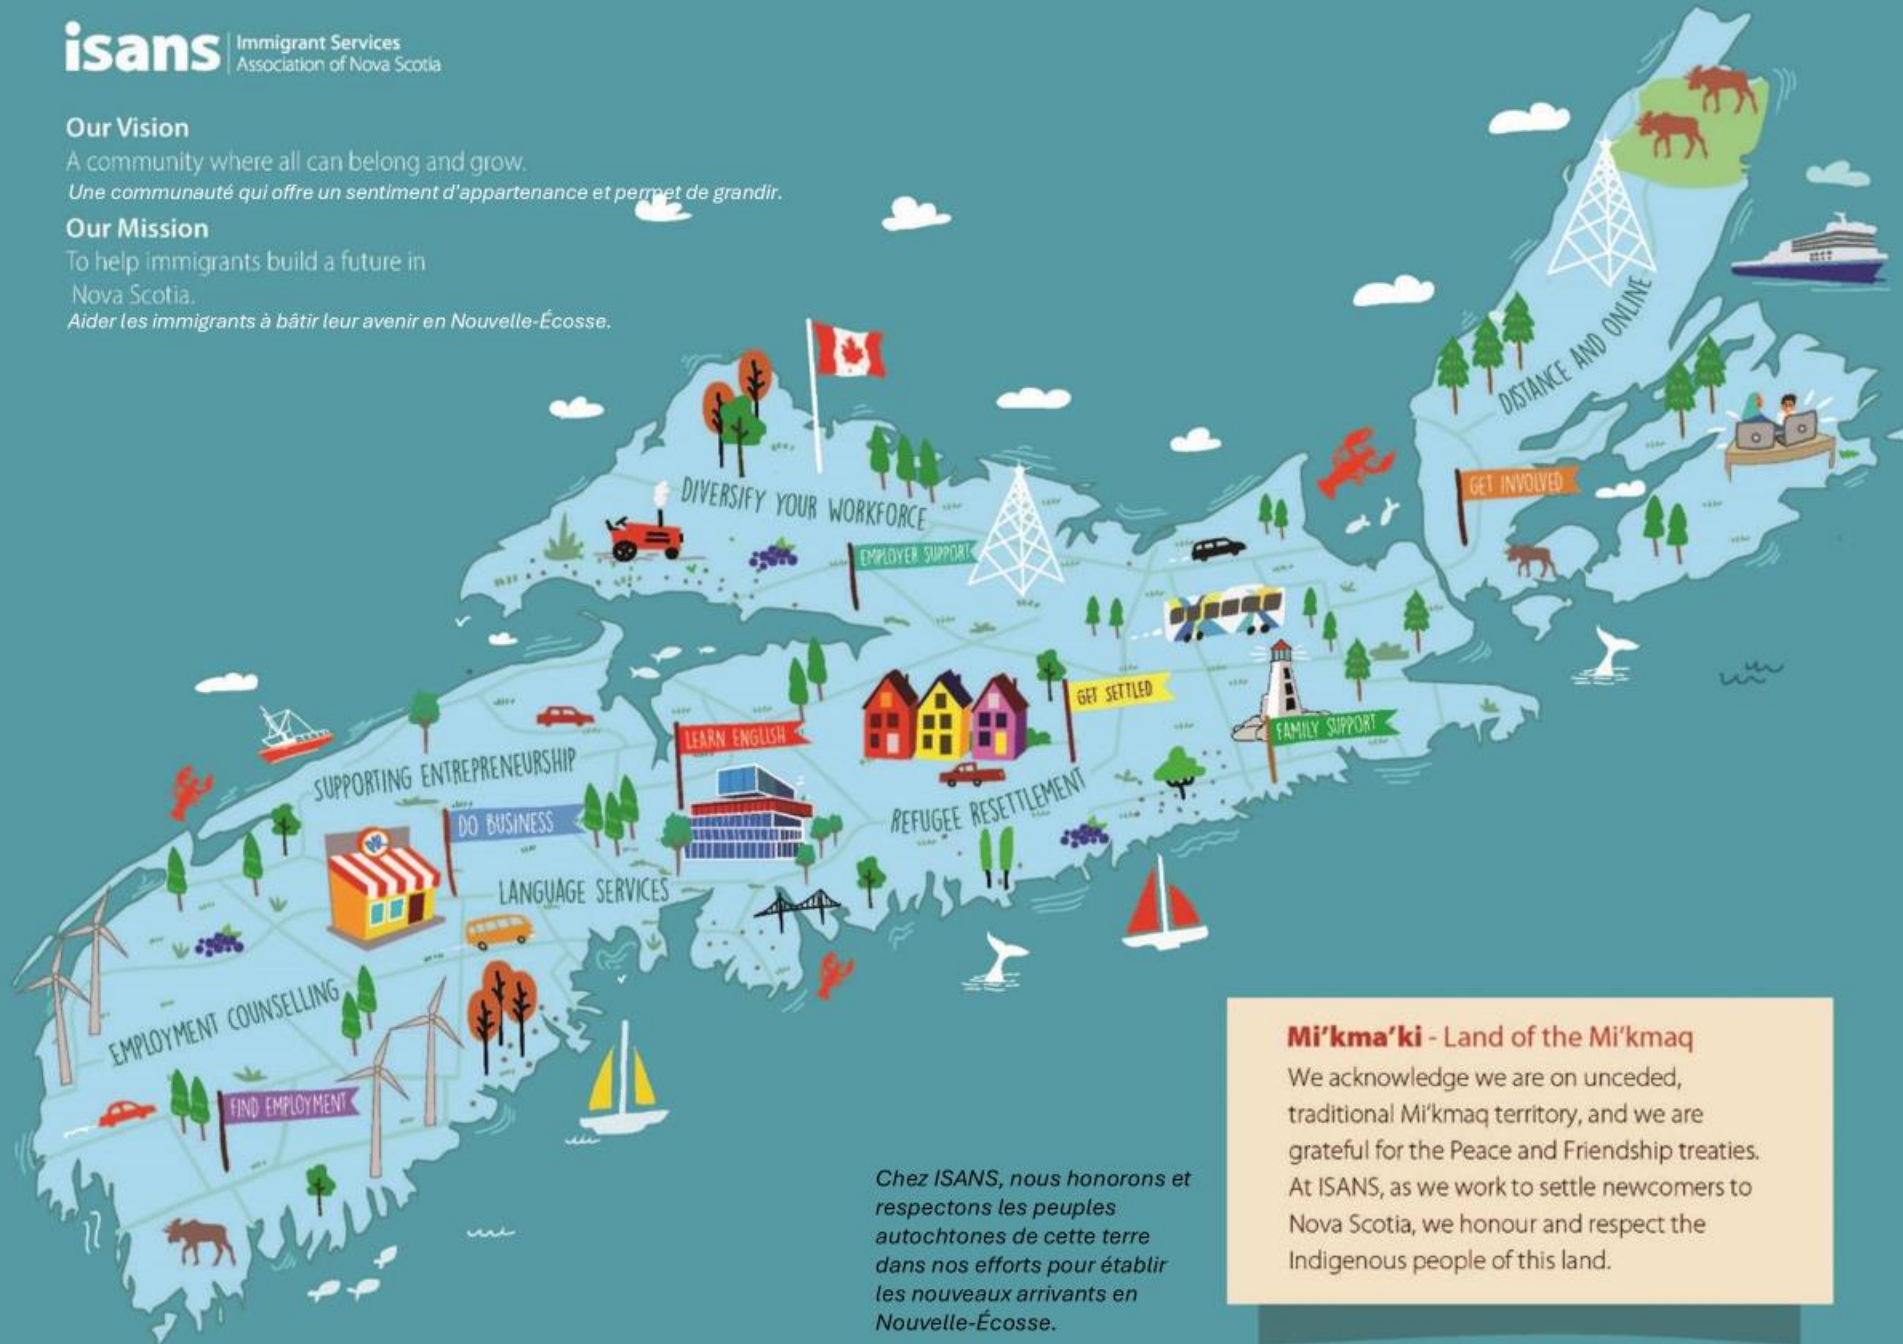 isans
Immigrant Services
Association of Nova Scotia
Our Vision
A community where all can belong and grow.
Une communauté qui offre un sentiment d'appartenance et permet de grandir.
Our Mission
To help immigrants build a future in
Nova Scotia.
Aider les immigrants à bâtir leur avenir en Nouvelle-Écosse.
DISTANCE AND ONLINE
GET INVOLVED
DIVERSIFY YOUR WORKFORCE
EMPLOYER SUPPORT
GET SETTLED
FAMILY SUPPORT
LEARN ENGLISH
SUPPORTING ENTREPRENEURSHIP
DO BUSINESS
REFUGEE RESETTLEMENT
LANGUAGE SERVICES
EMPLOYMENT COUNSELLING
FIND EMPLOYMENT
Chez ISANS, nous honorons et
respectons les peuples
autochtones de cette terre
dans nos efforts pour établir
les nouveaux arrivants en
Nouvelle-Écosse.
Mi'kma'ki - Land of the Mi'kmaq
We acknowledge we are on unceded,
traditional Mi'kmaq territory, and we are
grateful for the Peace and Friendship treaties.
At ISANS, as we work to settle newcomers to
Nova Scotia, we honour and respect the
Indigenous people of this land.